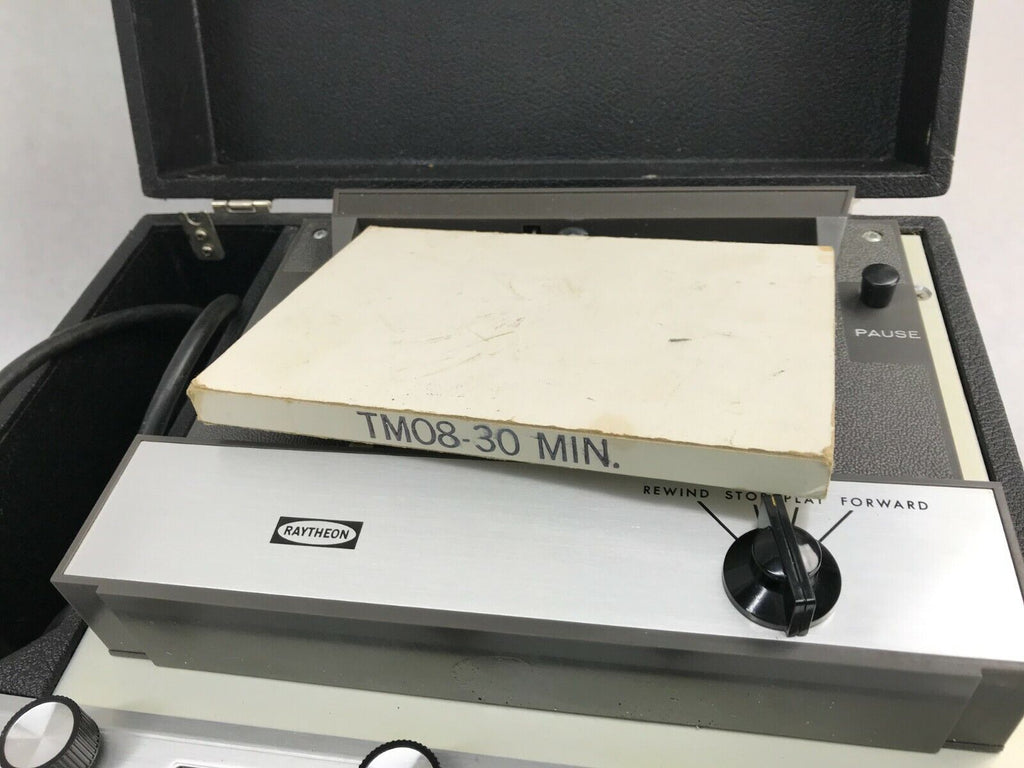 PAUSE
TM08-30 MIN.
REWIND STOP PLAY FORWARD
RAYTHEON